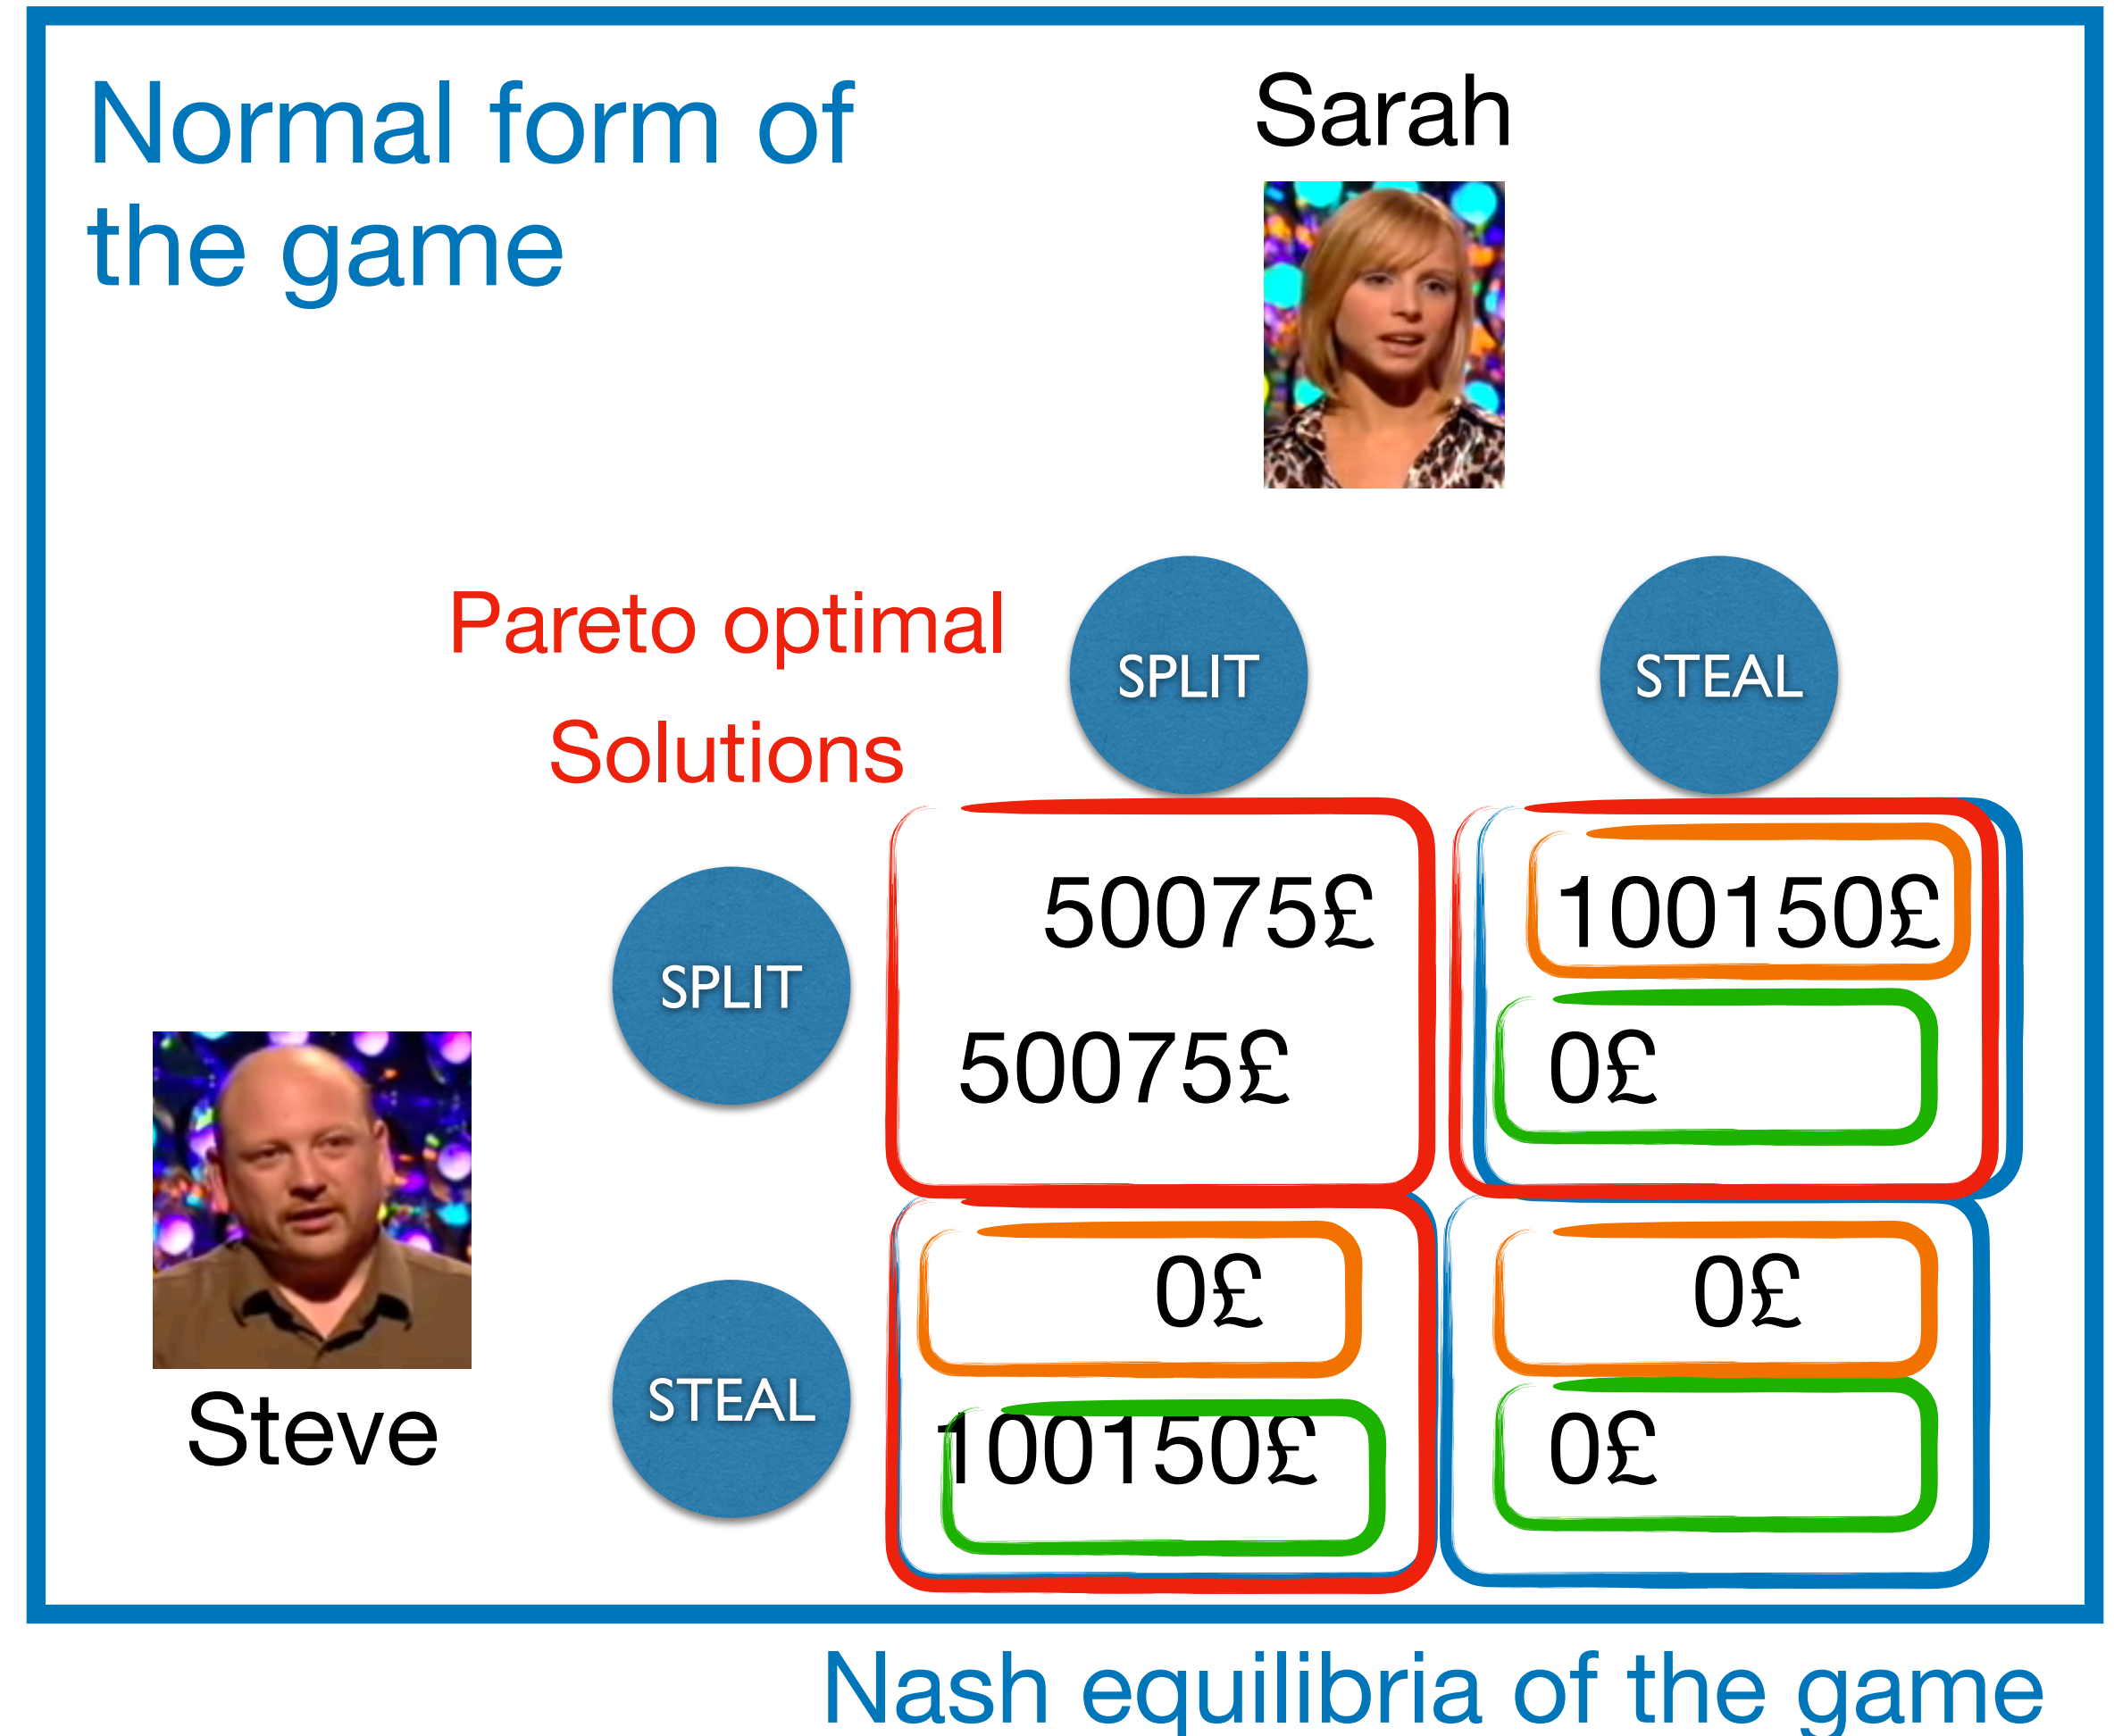 Normal form of
the game
Sarah
Pareto optimal
Solutions
SPLIT
STEAL
SPLIT
50075£
100150£
50075£
0£
Steve
STEAL
0£
0£
100150£
0£
Nash equilibria of the game